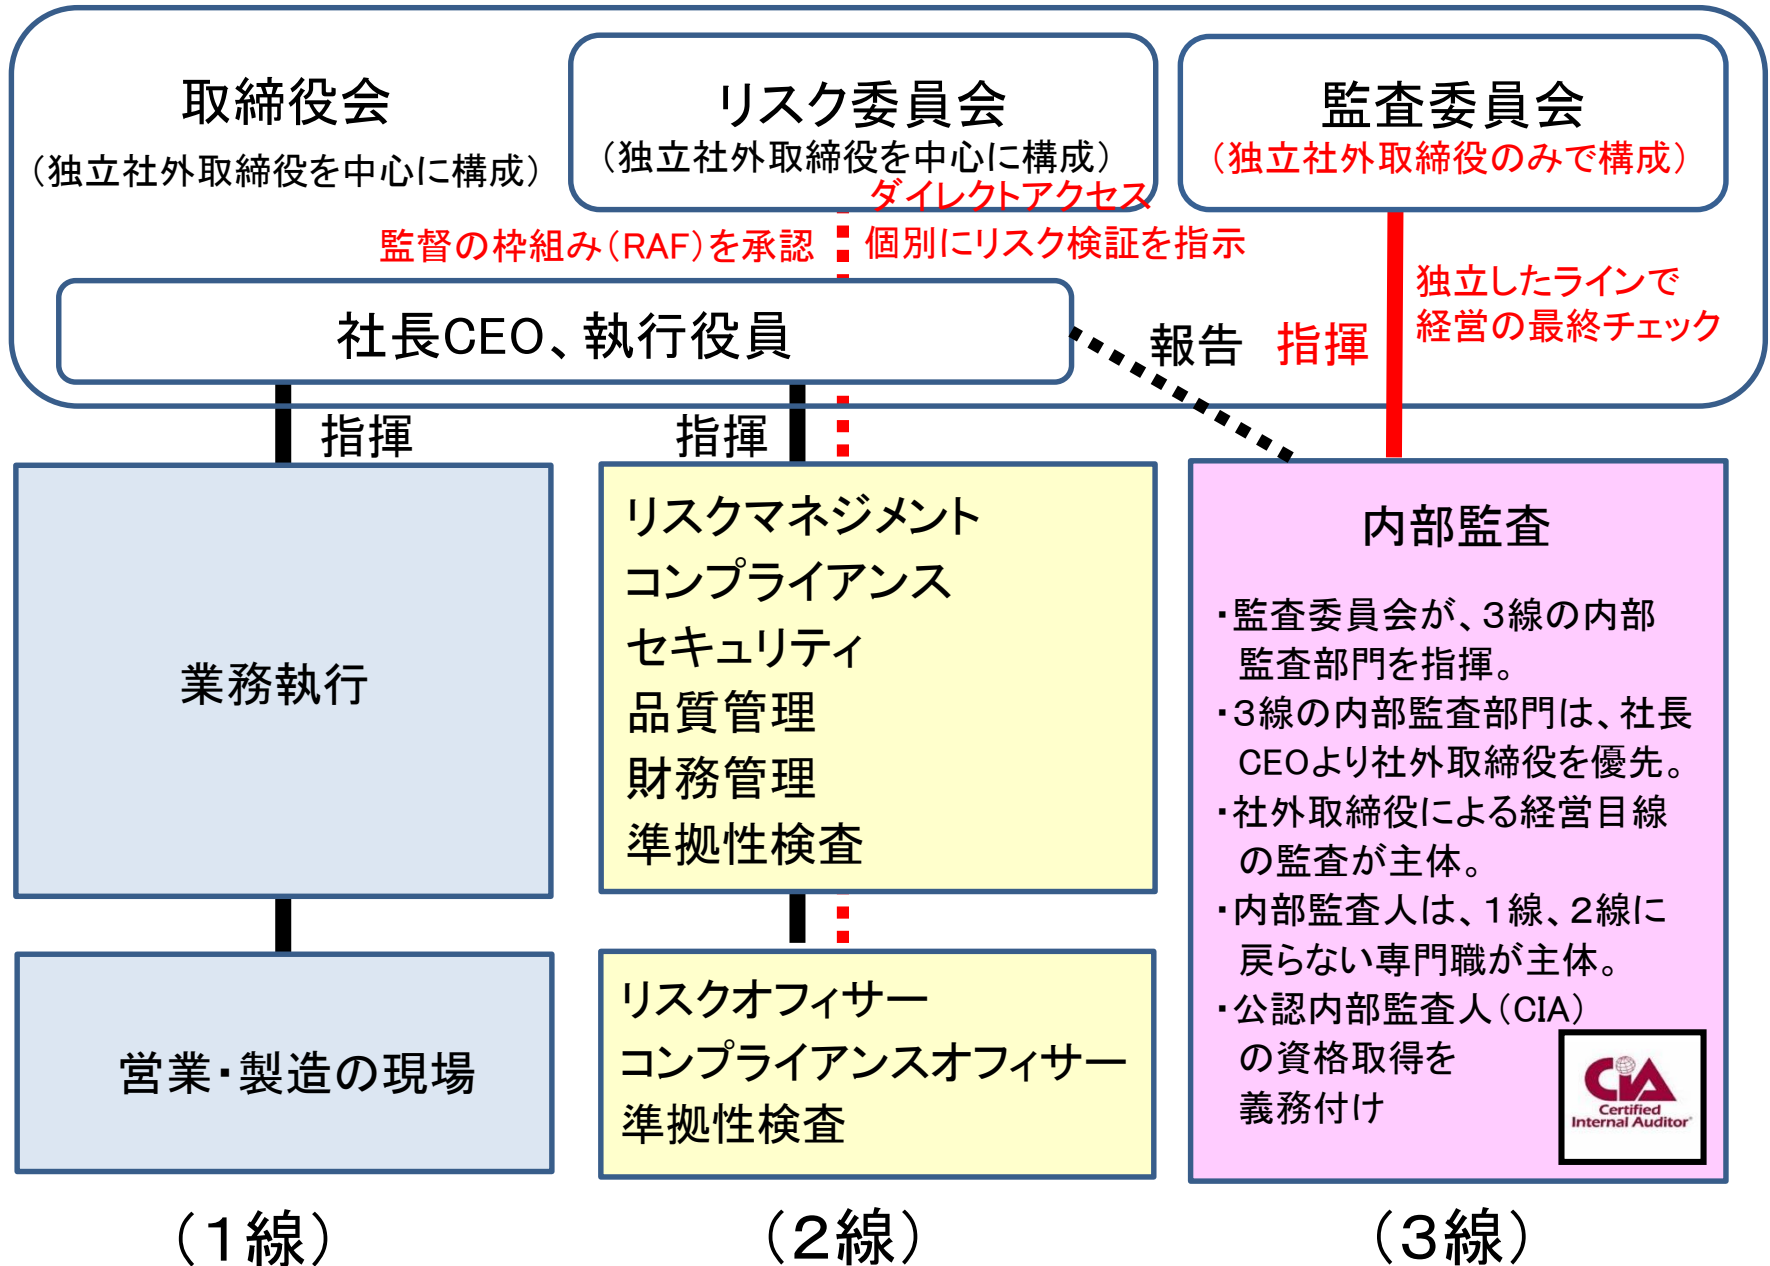 取締役会
（独立社外取締役を中心に構成）
リスク委員会
（独立社外取締役を中心に構成）
監査委員会
（独立社外取締役のみで構成）
ダイレクトアクセス
監督の枠組み（RAF）を承認
個別にリスク検証を指示
独立したラインで
経営の最終チェック
社長CEO、執行役員
報告
指揮
指揮
指揮
業務執行
営業・製造の現場
（１線）
リスクマネジメント
コンプライアンス
セキュリティ
品質管理
財務管理
準拠性検査
リスクオフィサー
コンプライアンスオフィサー
準拠性検査
（２線）
内部監査
・監査委員会が、３線の内部
監査部門を指揮。
・３線の内部監査部門は、社長
CEOより社外取締役を優先。
・社外取締役による経営目線
の監査が主体。
・内部監査人は、１線、２線に
戻らない専門職が主体。
・公認内部監査人（CIA）
の資格取得を
義務付け
CIA
Certified
Internal Auditor
（３線）